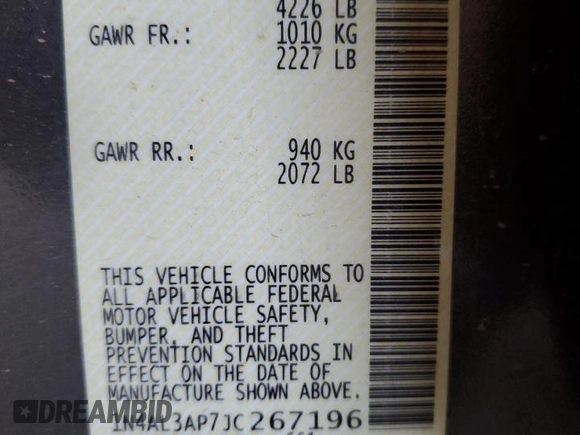 4226 LB
GAWR FR.: 1010 KG
2227 LB
GAWR RR.: 940 KG
2072 LB
THIS VEHICLE CONFORMS TO
ALL APPLICABLE FEDERAL
MOTOR VEHICLE SAFETY,
BUMPER, AND THEFT
PREVENTION STANDARDS IN
EFFECT ON THE DATE OF
MANUFACTURE SHOWN ABOVE.
1N4AL3AP7JC267196
DREAMBID